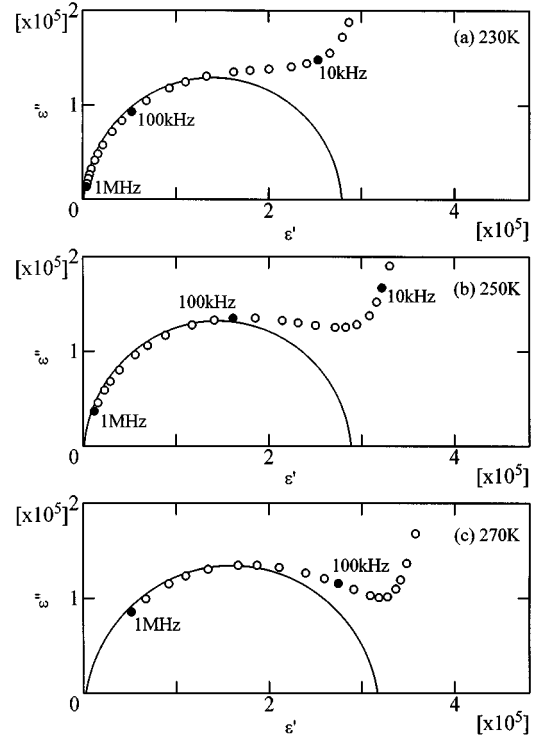 [x10⁵] 2
(a) 230K
10kHz
ε"
1
100kHz
1MHz
0
2
4
ε'
[x10⁵]
[x10⁵] 2
(b) 250K
100kHz
10kHz
ε"
1
1MHz
0
2
4
ε'
[x10⁵]
[x10⁵] 2
(c) 270K
100kHz
ε"
1
1MHz
0
2
4
ε'
[x10⁵]